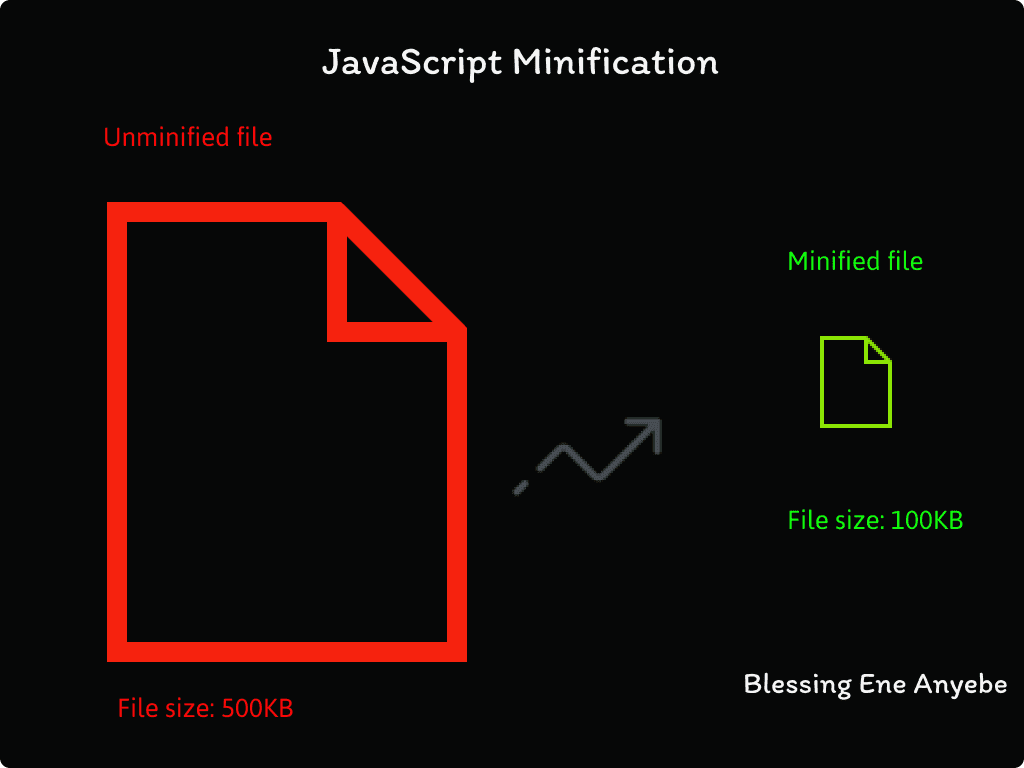 JavaScript Minification
Unminified file
Minified file
File size: 100KB
File size: 500KB
Blessing Ene Anyebe